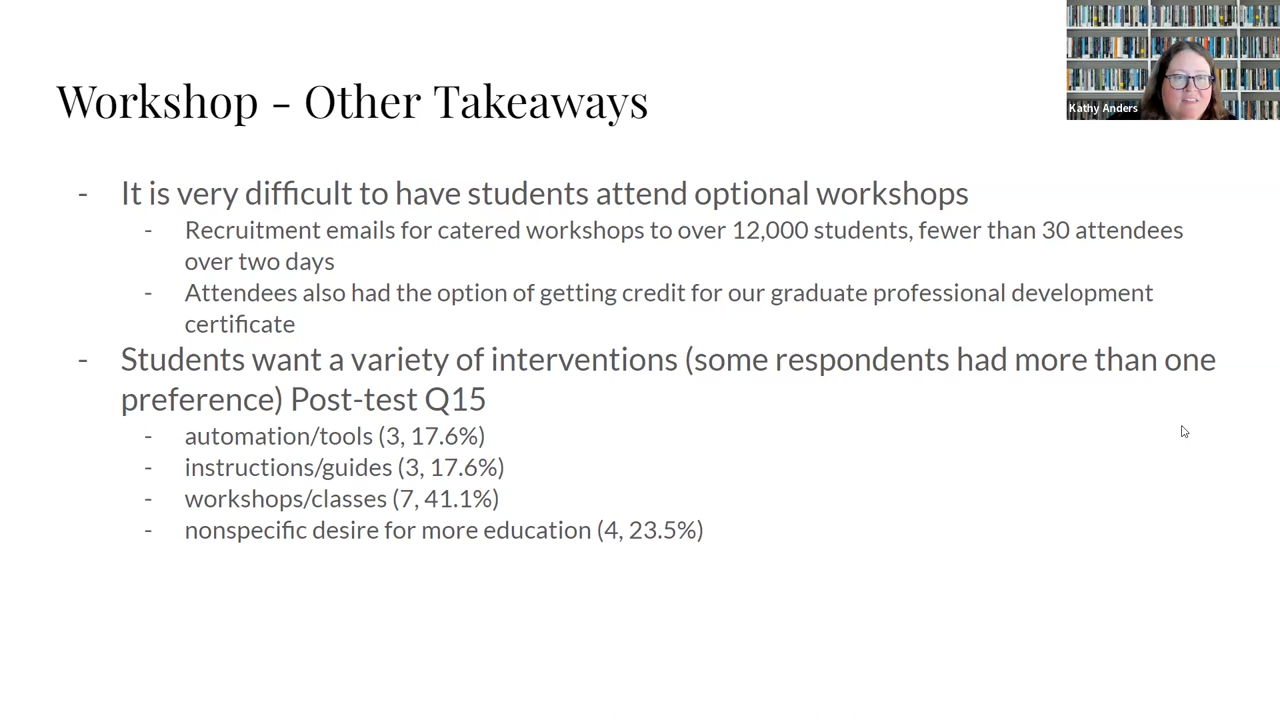 Kathy Anders
Workshop - Other Takeaways
- It is very difficult to have students attend optional workshops
- Recruitment emails for catered workshops to over 12,000 students, fewer than 30 attendees
over two days
- Attendees also had the option of getting credit for our graduate professional development
certificate
- Students want a variety of interventions (some respondents had more than one
preference) Post-test Q15
- automation/tools (3, 17.6%)
- instructions/guides (3, 17.6%)
- workshops/classes (7, 41.1%)
- nonspecific desire for more education (4, 23.5%)